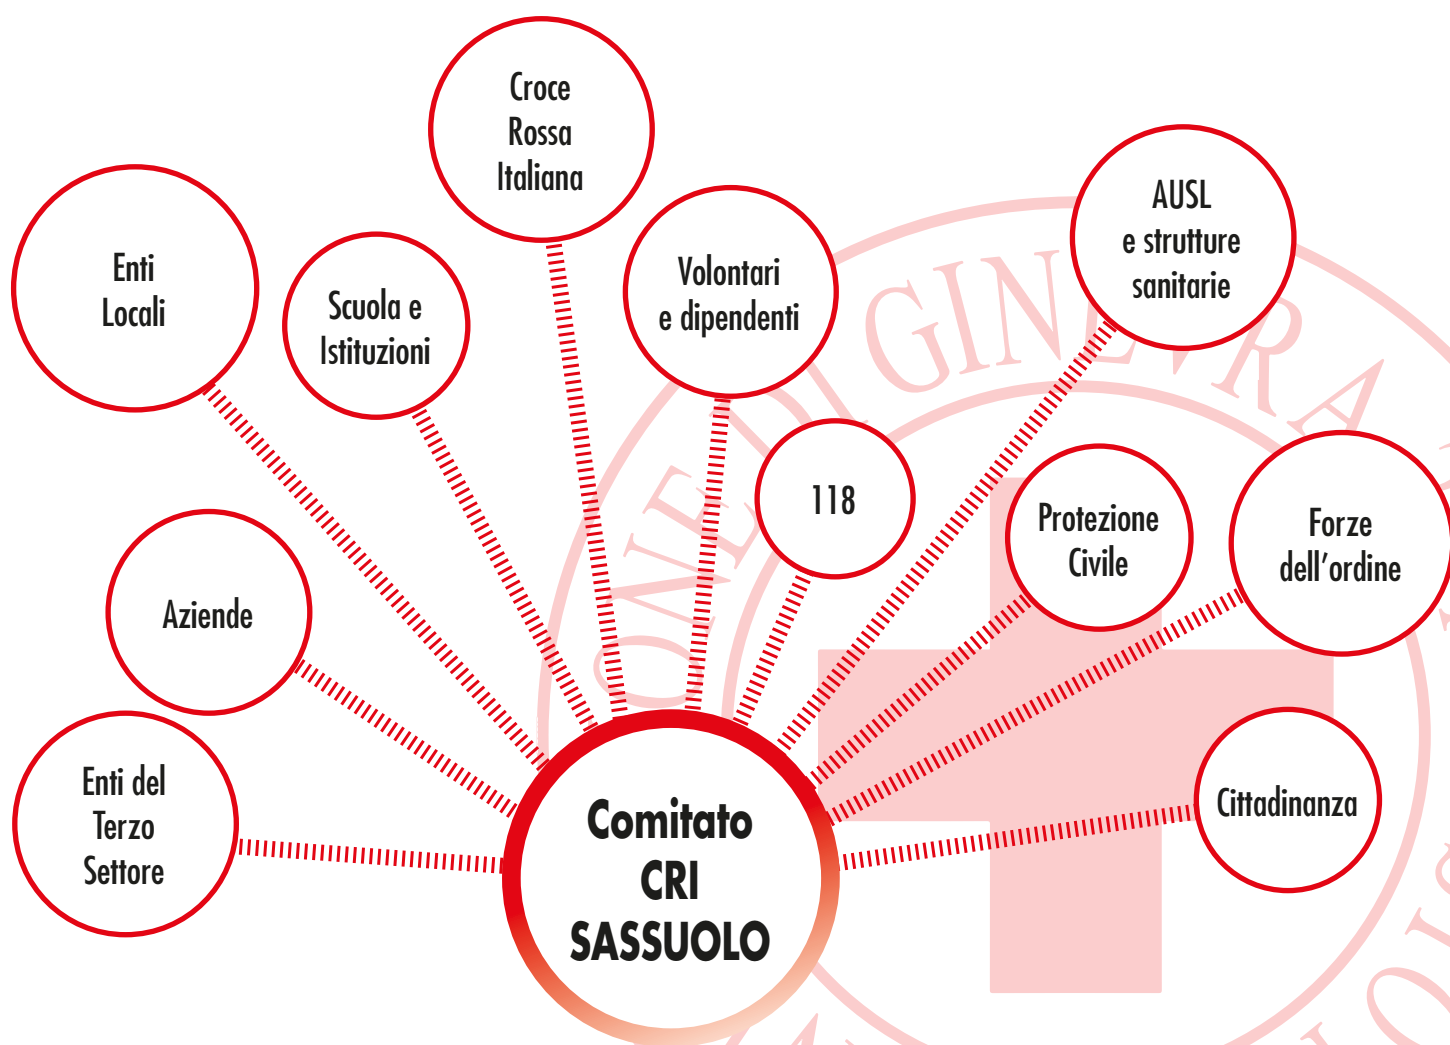 Croce
Rossa
Italiana
AUSL
e strutture
sanitarie
Enti
Locali
Scuola e
Istituzioni
Volontari
e dipendenti
118
Protezione
Civile
Forze
dell’ordine
Aziende
Enti del
Terzo
Settore
Cittadinanza
Comitato
CRI
SASSUOLO
GINEVRA